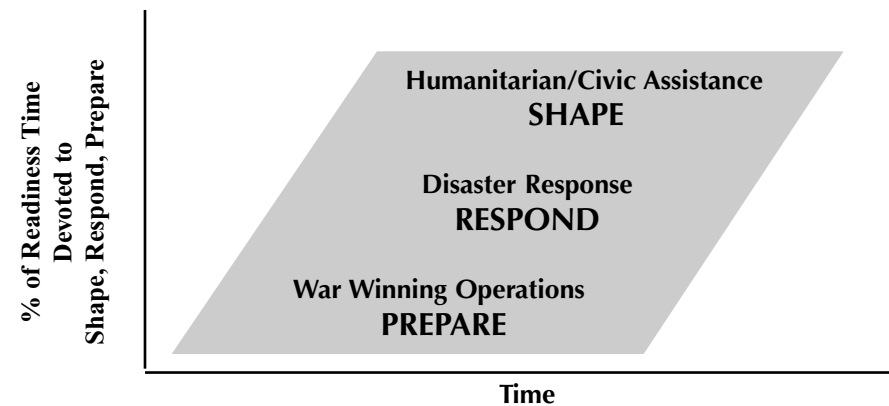 % of Readiness Time
Devoted to
Shape, Respond, Prepare
Humanitarian/Civic Assistance
SHAPE
Disaster Response
RESPOND
War Winning Operations
PREPARE
Time